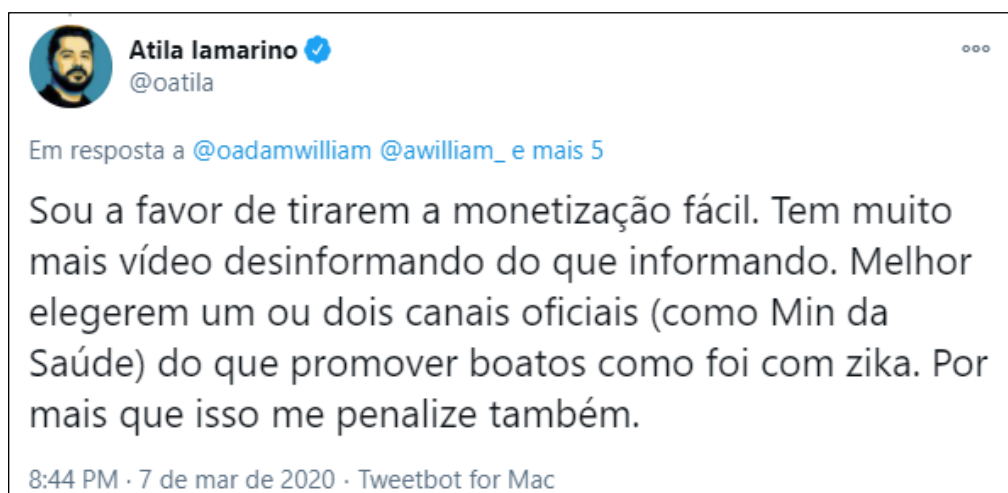 Atila Iamarino
@oatila
Em resposta a @oadamwilliam @awilliam_ e mais 5
Sou a favor de tirarem a monetização fácil. Tem muito
mais vídeo desinformando do que informando. Melhor
elegerem um ou dois canais oficiais (como Min da
Saúde) do que promover boatos como foi com zika. Por
mais que isso me penalize também.
8:44 PM · 7 de mar de 2020 · Tweetbot for Mac